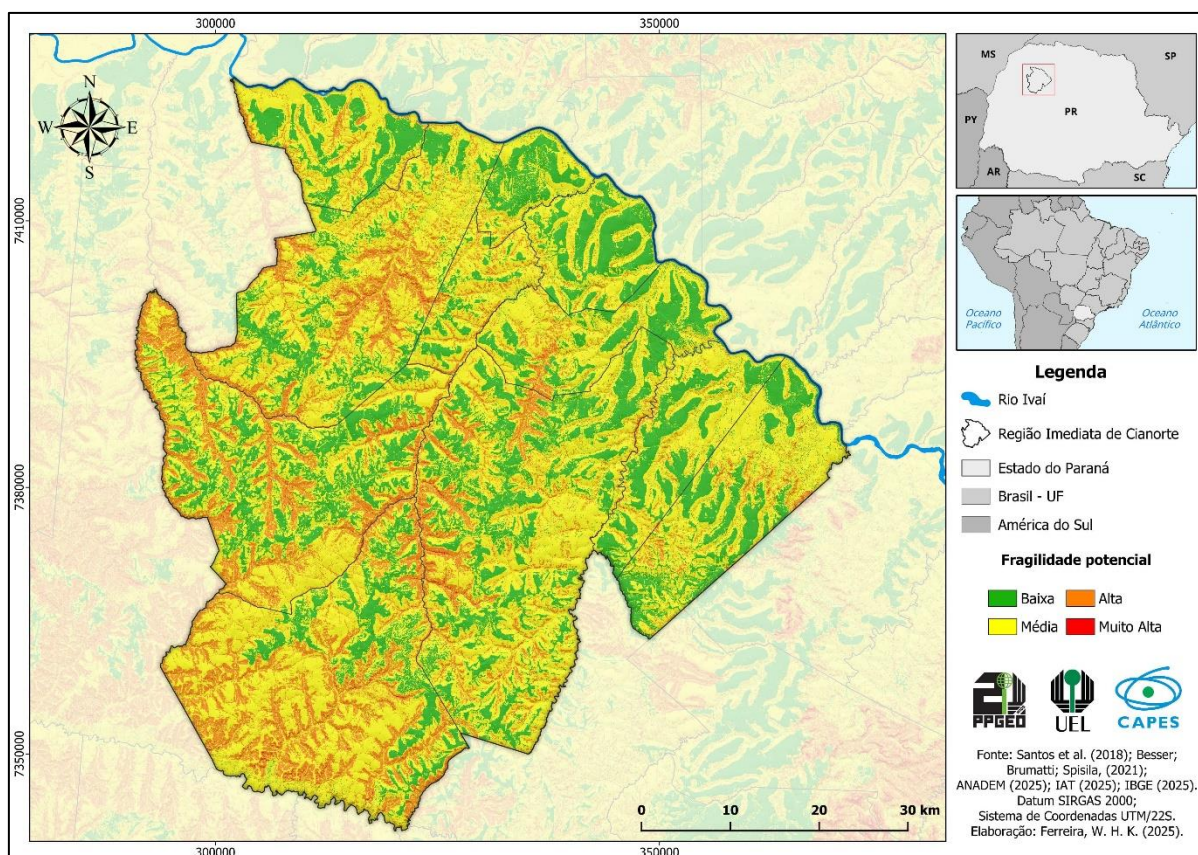 300000
350000
N
W
E
S
7410000
7380000
7350000
300000
350000
0 10 20 30 km
MS
SP
PY
PR
AR
SC
Oceano
Pacífico
Oceano
Atlântico
Legenda
Rio Ivaí
Região Imediata de Cianorte
Estado do Paraná
Brasil - UF
América do Sul
Fragilidade potencial
Baixa
Alta
Média
Muito Alta
PPGEO
UEL
CAPES
Fonte: Santos et al. (2018); Besser;
Brumatti; Spisila, (2021);
ANADEM (2025); IAT (2025); IBGE (2025).
Datum SIRGAS 2000;
Sistema de Coordenadas UTM/22S.
Elaboração: Ferreira, W. H. K. (2025).